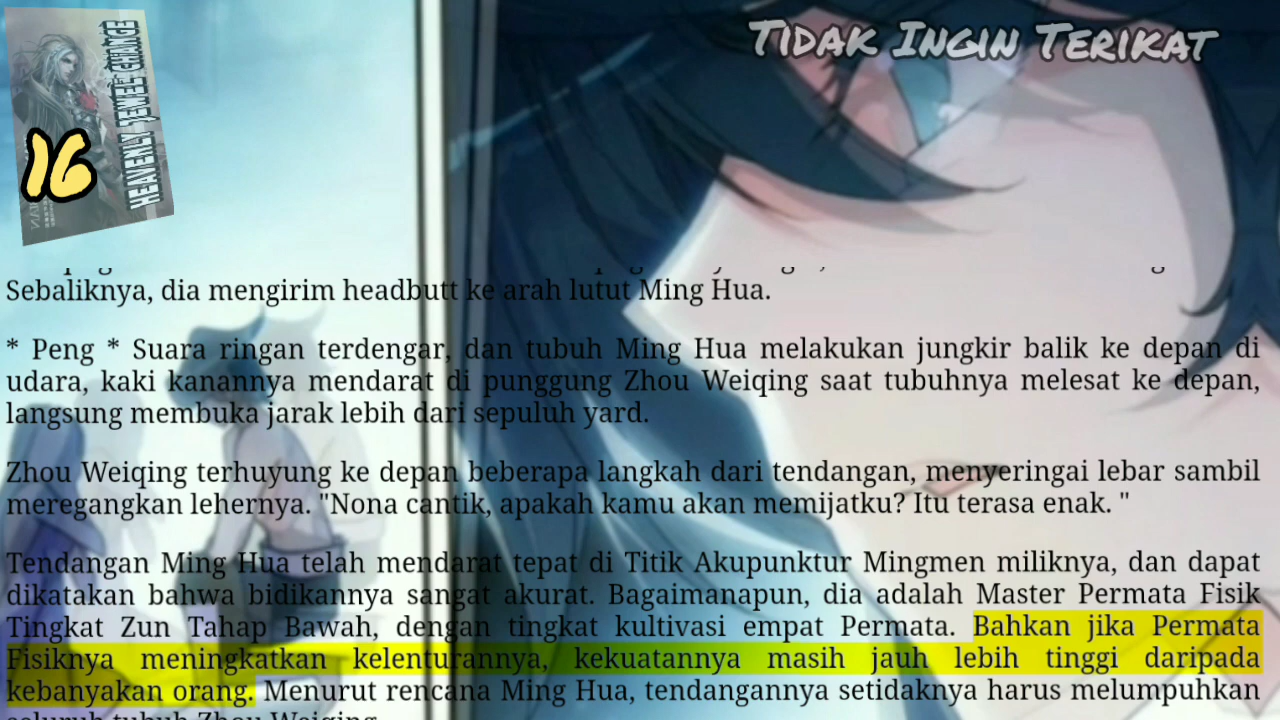 TIDAK INGIN TERIKAT
HEAVENLY JEWEL CHANGE
16
Sebaliknya, dia mengirim headbutt ke arah lutut Ming Hua.
* Peng * Suara ringan terdengar, dan tubuh Ming Hua melakukan jungkir balik ke depan di
udara, kaki kanannya mendarat di punggung Zhou Weiqing saat tubuhnya melesat ke depan,
langsung membuka jarak lebih dari sepuluh yard.
Zhou Weiqing terhuyung ke depan beberapa langkah dari tendangan, menyeringai lebar sambil
meregangkan lehernya. "Nona cantik, apakah kamu akan memijatku? Itu terasa enak. "
Tendangan Ming Hua telah mendarat tepat di Titik Akupunktur Mingmen miliknya, dan dapat
dikatakan bahwa bidikannya sangat akurat. Bagaimanapun, dia adalah Master Permata Fisik
Tingkat Zun Tahap Bawah, dengan tingkat kultivasi empat Permata. Bahkan jika Permata
Fisiknya meningkatkan kelenturannya, kekuatannya masih jauh lebih tinggi daripada
kebanyakan orang. Menurut rencana Ming Hua, tendangannya setidaknya harus melumpuhkan
seluruh tubuh Zhou Weiqing.